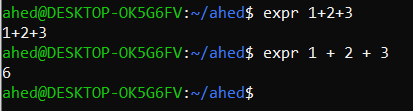 ahed@DESKTOP-OK5G6FV:~/ahed$ expr 1+2+3
1+2+3
ahed@DESKTOP-OK5G6FV:~/ahed$ expr 1 + 2 + 3
6
ahed@DESKTOP-OK5G6FV:~/ahed$